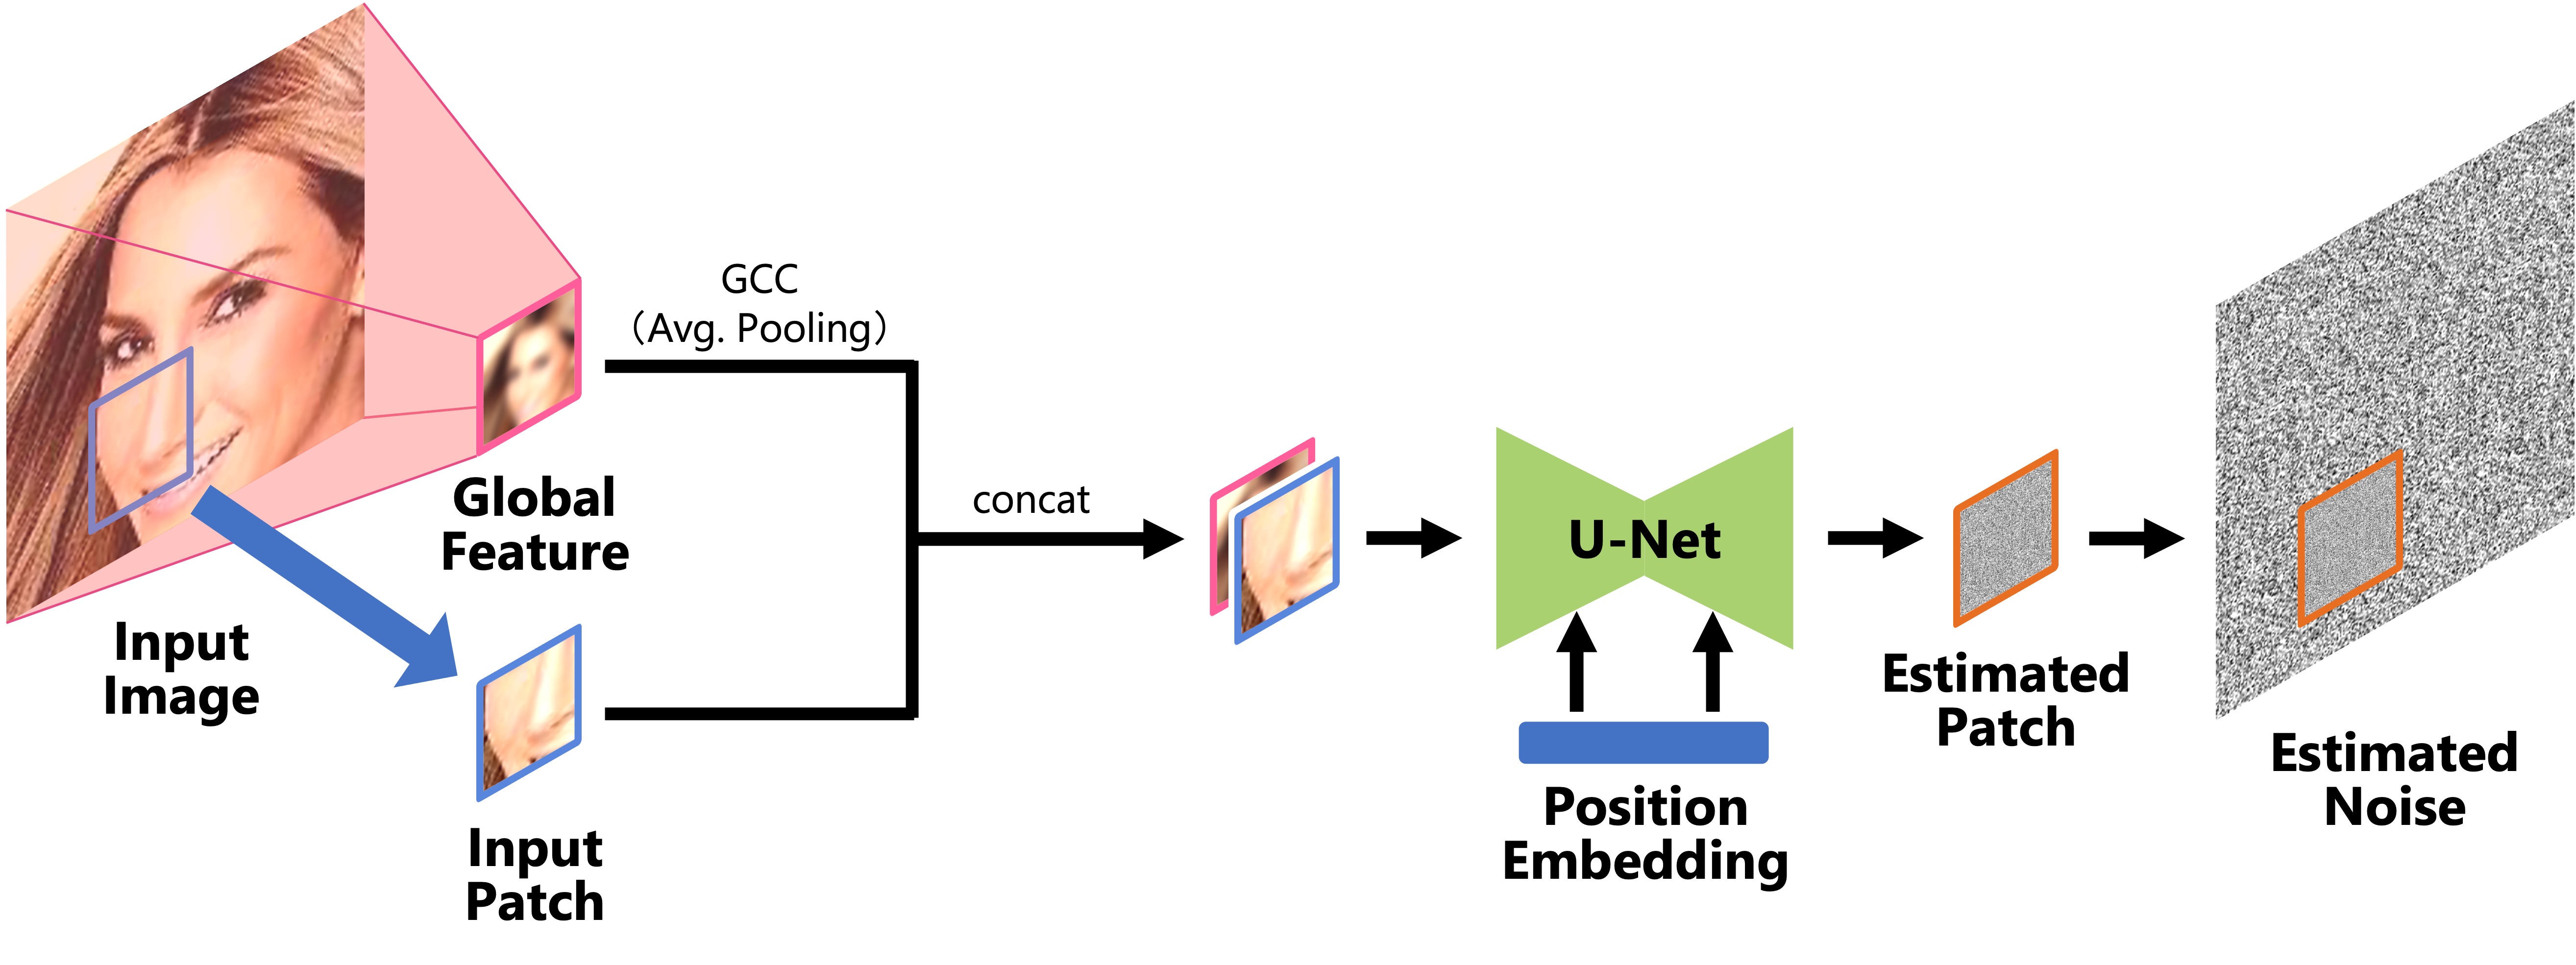 GCC
(Avg. Pooling)
Global
Feature
Input
Image
Input
Patch
concat
U-Net
Position
Embedding
Estimated
Patch
Estimated
Noise